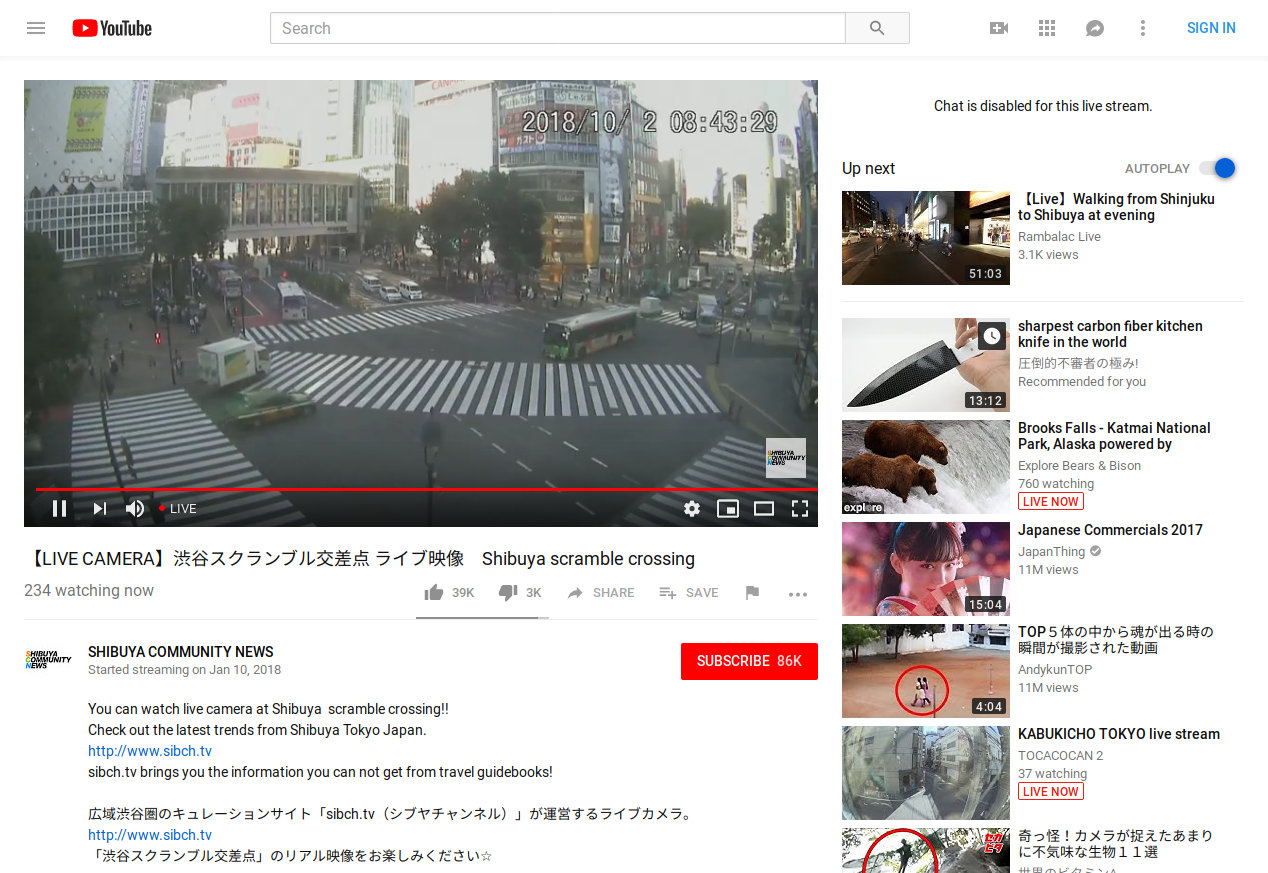 YouTube
Search
SIGN IN
2018/10/ 2 08:43:29
SHIBUYA
COMMUNITY
NEWS
LIVE
【LIVE CAMERA】渋谷スクランブル交差点 ライブ映像　Shibuya scramble crossing
234 watching now
39K
3K
SHARE
SAVE
SHIBUYA
COMMUNITY
NEWS
SHIBUYA COMMUNITY NEWS
Started streaming on Jan 10, 2018
SUBSCRIBE 86K
You can watch live camera at Shibuya  scramble crossing!!
Check out the latest trends from Shibuya Tokyo Japan.
http://www.sibch.tv
sibch.tv brings you the information you can not get from travel guidebooks!
広域渋谷圏のキュレーションサイト「sibch.tv（シブヤチャンネル）」が運営するライブカメラ。
http://www.sibch.tv
「渋谷スクランブル交差点」のリアル映像をお楽しみください☆
Chat is disabled for this live stream.
Up next
AUTOPLAY
51:03
【Live】Walking from Shinjuku
to Shibuya at evening
Rambalac Live
3.1K views
13:12
sharpest carbon fiber kitchen
knife in the world
圧倒的不審者の極み!
Recommended for you
explore
Brooks Falls - Katmai National
Park, Alaska powered by
Explore Bears & Bison
760 watching
LIVE NOW
15:04
Japanese Commercials 2017
JapanThing
11M views
4:04
TOP５体の中から魂が出る時の
瞬間が撮影された動画
AndykunTOP
11M views
KABUKICHO TOKYO live stream
TOCACOCAN 2
37 watching
LIVE NOW
セカ
ビタ
奇っ怪！カメラが捉えたあまり
に不気味な生物１１選
世界のビタミンA